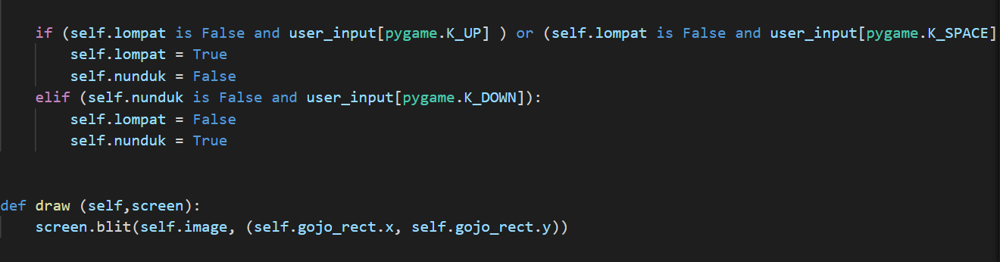 if (self.lompat is False and user_input[pygame.K_UP] ) or (self.lompat is False and user_input[pygame.K_SPACE]
self.lompat = True
self.nunduk = False
elif (self.nunduk is False and user_input[pygame.K_DOWN]):
self.lompat = False
self.nunduk = True
def draw (self,screen):
screen.blit(self.image, (self.gojo_rect.x, self.gojo_rect.y))